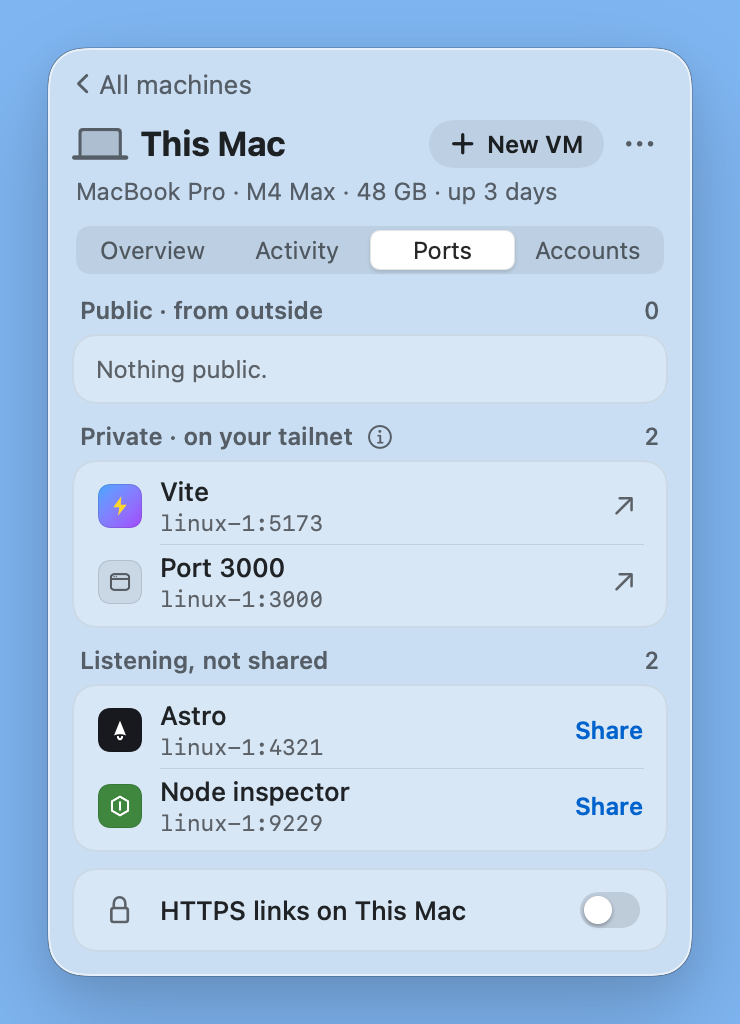 All machines
This Mac
New VM
MacBook Pro · M4 Max · 48 GB · up 3 days
Overview Activity Ports Accounts
Public · from outside 0
Nothing public.
Private · on your tailnet 2
Vite
linux-1:5173
Port 3000
linux-1:3000
Listening, not shared 2
Astro
linux-1:4321
Share
Node inspector
linux-1:9229
Share
HTTPS links on This Mac